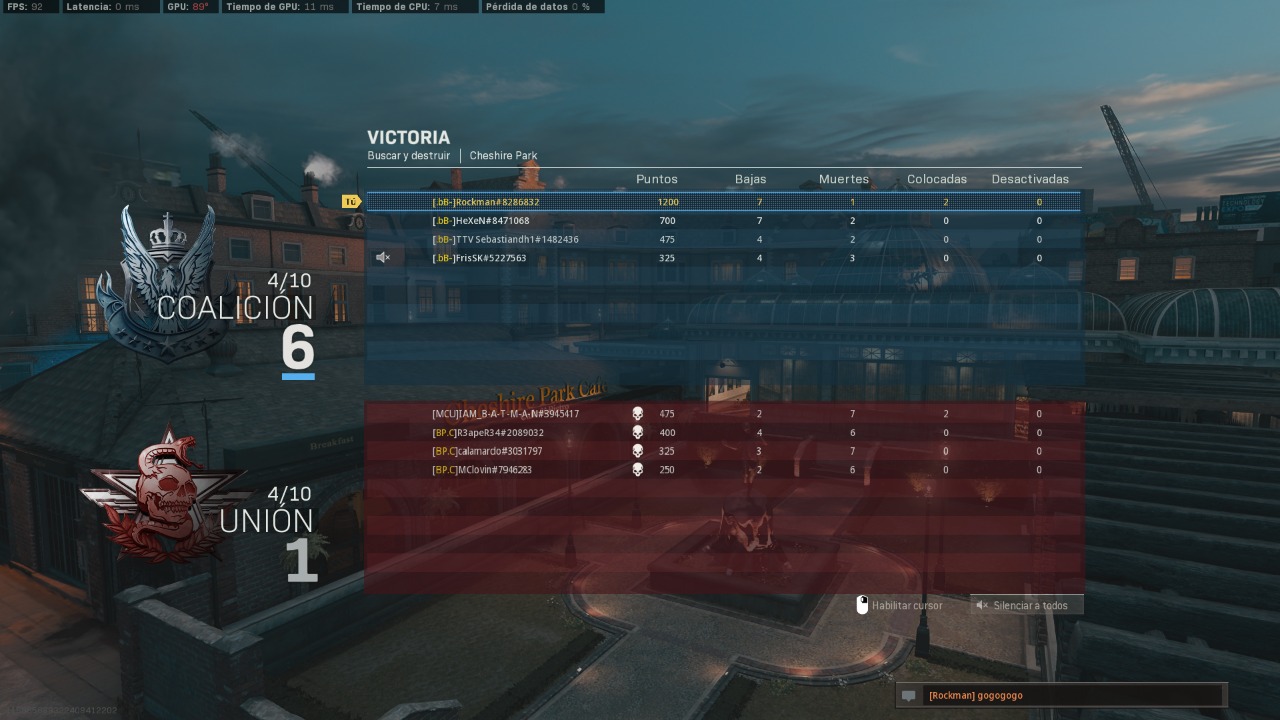 FPS: 92 Latencia: 0 ms GPU: 89° Tiempo de GPU: 11 ms Tiempo de CPU: 7 ms Pérdida de datos 0 %
VICTORIA
Buscar y destruir | Cheshire Park
Puntos Bajas Muertes Colocadas Desactivadas
TÚ [.bB-]Rockman#8286832 1200 7 1 2 0
[.bB-]HeXeN#8471068 700 7 2 0 0
[.bB-]TTV Sebastiandh1#1482436 475 4 2 0 0
[.bB-]FrisSK#5227563 325 4 3 0 0
4/10
COALICIÓN
6
Cheshire Park Cafe
Breakfast
[MCU]IAM_B-A-T-M-A-N#3945417 475 2 7 2 0
[BP.C]R3apeR34#2089032 400 4 6 0 0
[BP.C]calamardo#3031797 325 3 7 0 0
[BP.C]MClovin#7946283 250 2 6 0 0
4/10
UNIÓN
1
Habilitar cursor Silenciar a todos
[Rockman] gogogogo